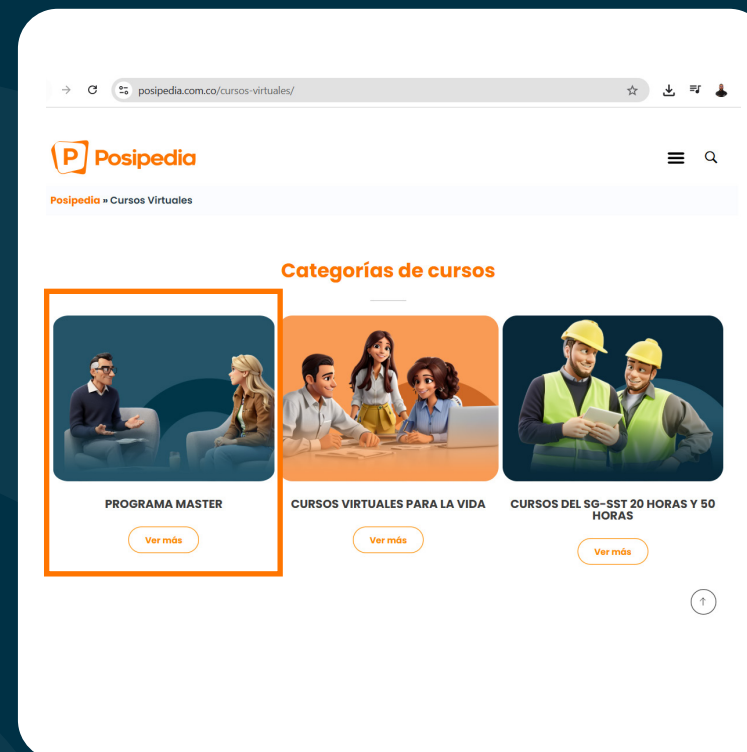 posipedia.com.co/cursos-virtuales/
P Posipedia
Posipedia » Cursos Virtuales
Categorías de cursos
PROGRAMA MASTER
Ver más
CURSOS VIRTUALES PARA LA VIDA
Ver más
CURSOS DEL SG-SST 20 HORAS Y 50
HORAS
Ver más